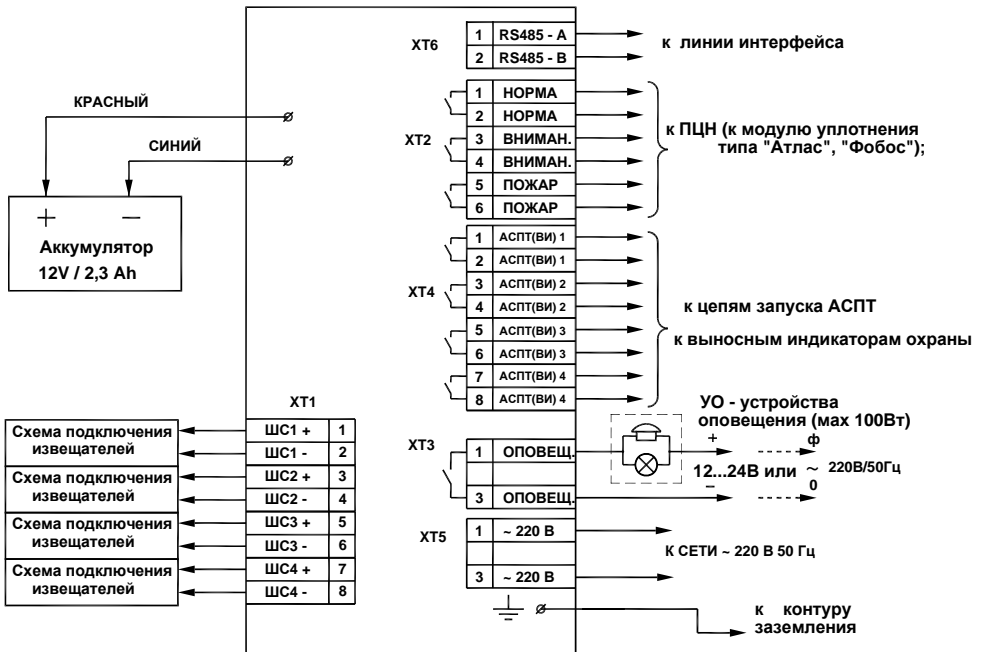 КРАСНЫЙ
СИНИЙ
+ —
Аккумулятор
12V / 2,3 Ah
XT1
Схема подключения
извещателей
ШС1 + 1
ШС1 - 2
Схема подключения
извещателей
ШС2 + 3
ШС2 - 4
Схема подключения
извещателей
ШС3 + 5
ШС3 - 6
Схема подключения
извещателей
ШС4 + 7
ШС4 - 8
XT6
1 RS485 - A
2 RS485 - B
к линии интерфейса
XT2
1 НОРМА
2 НОРМА
3 ВНИМАН.
4 ВНИМАН.
5 ПОЖАР
6 ПОЖАР
к ПЦН (к модулю уплотнения
типа "Атлас", "Фобос");
XT4
1 АСПТ(ВИ) 1
2 АСПТ(ВИ) 1
3 АСПТ(ВИ) 2
4 АСПТ(ВИ) 2
5 АСПТ(ВИ) 3
6 АСПТ(ВИ) 3
7 АСПТ(ВИ) 4
8 АСПТ(ВИ) 4
к цепям запуска АСПТ
к выносным индикаторам охраны
XT3
1 ОПОВЕЩ.
3 ОПОВЕЩ.
УО - устройства
оповещения (мах 100Вт)
+ ф
12...24В или ~ 220В/50Гц
– 0
XT5
1 ~ 220 В
3 ~ 220 В
К СЕТИ ~ 220 В 50 Гц
к контуру
заземления